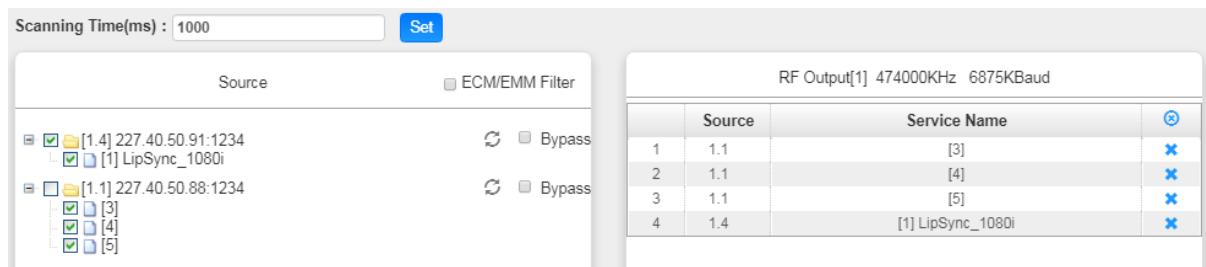 Scanning Time(ms) : 1000 Set
Source ECM/EMM Filter
[1.4] 227.40.50.91:1234 Bypass
[1] LipSync_1080i
[1.1] 227.40.50.88:1234 Bypass
[3]
[4]
[5]
RF Output[1] 474000KHz 6875KBaud
Source Service Name
1 1.1 [3]
2 1.1 [4]
3 1.1 [5]
4 1.4 [1] LipSync_1080i